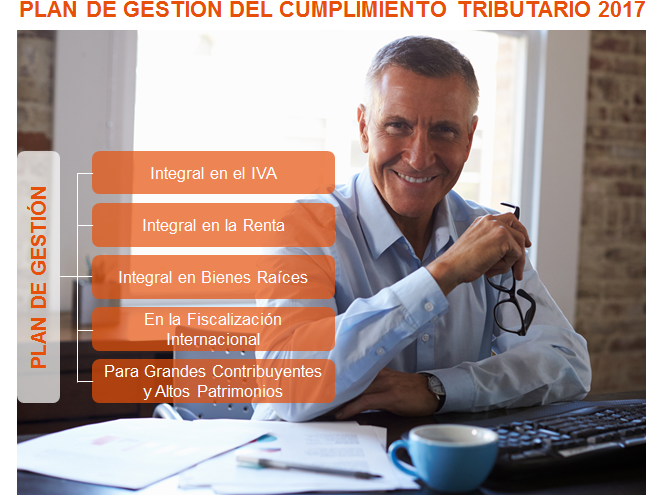 PLAN DE GESTIÓN DEL CUMPLIMIENTO TRIBUTARIO 2017
PLAN DE GESTIÓN
Integral en el IVA
Integral en la Renta
Integral en Bienes Raíces
En la Fiscalización
Internacional
Para Grandes Contribuyentes
y Altos Patrimonios